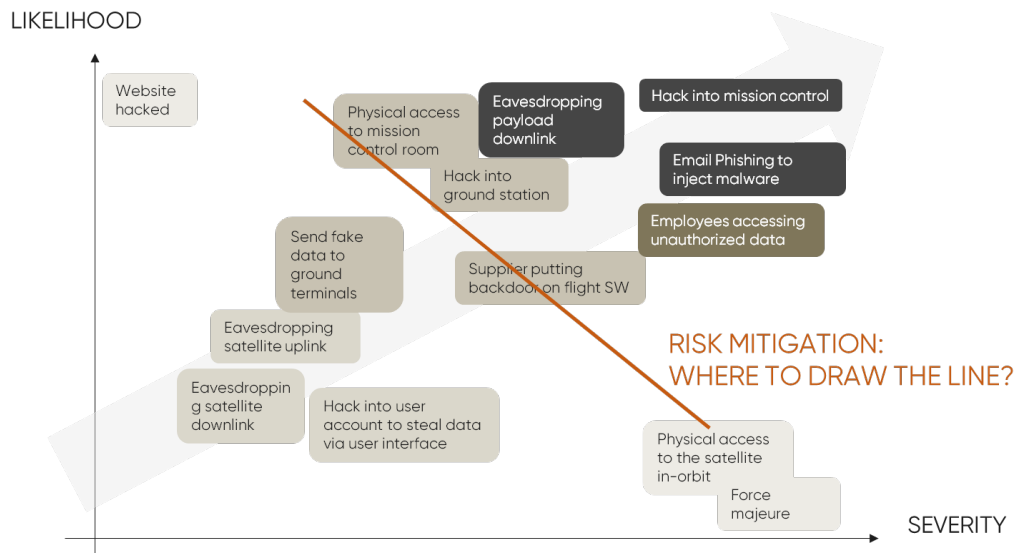 LIKELIHOOD
Website
hacked
Physical access
to mission
control room
Eavesdropping
payload
downlink
Hack into mission control
Email Phishing to
inject malware
Hack into
ground station
Employees accessing
unauthorized data
Send fake
data to
ground
terminals
Supplier putting
backdoor on flight SW
Eavesdropping
satellite uplink
RISK MITIGATION:
WHERE TO DRAW THE LINE?
Eavesdroppin
g satellite
downlink
Hack into user
account to steal data
via user interface
Physical access
to the satellite
in-orbit
Force
majeure
SEVERITY